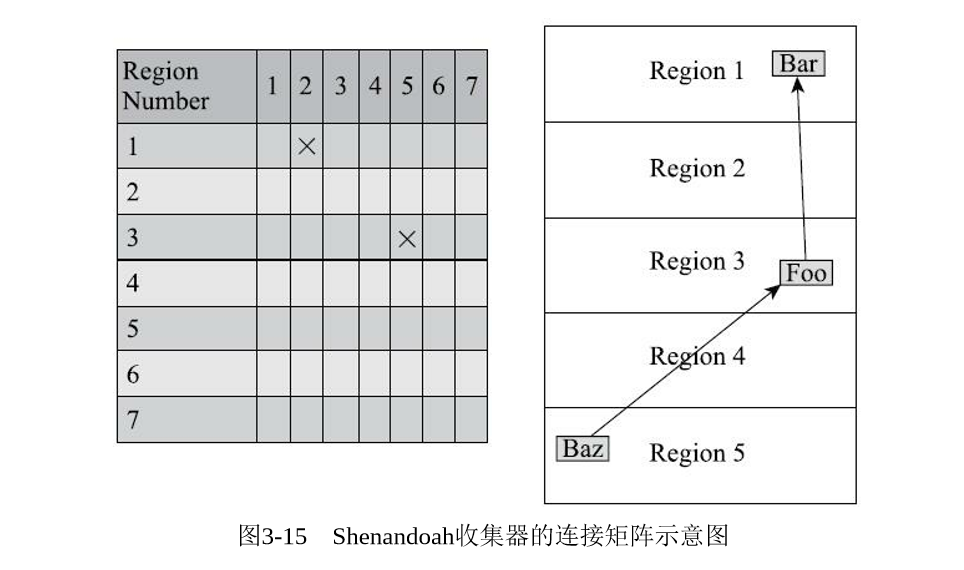 Region
Number 1 2 3 4 5 6 7
1 ×
2
3 ×
4
5
6
7
Region 1 Bar
Region 2
Region 3 Foo
Region 4
Baz Region 5
图3-15 Shenandoah收集器的连接矩阵示意图